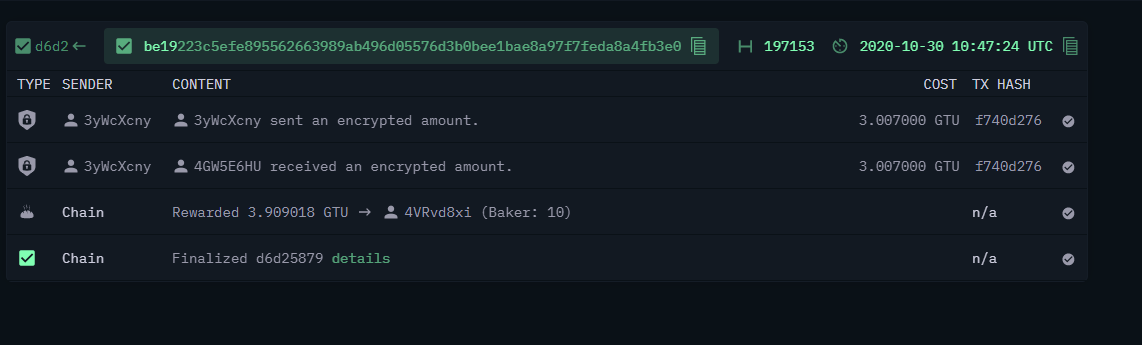 d6d2 be19223c5efe895562663989ab496d05576d3b0bee1bae8a97f7feda8a4fb3e0 197153 2020-10-30 10:47:24 UTC
TYPE SENDER CONTENT COST TX HASH
3yWcXcny 3yWcXcny sent an encrypted amount. 3.007000 GTU f740d276
3yWcXcny 4GW5E6HU received an encrypted amount. 3.007000 GTU f740d276
Chain Rewarded 3.909018 GTU → 4VRvd8xi (Baker: 10) n/a
Chain Finalized d6d25879 details n/a